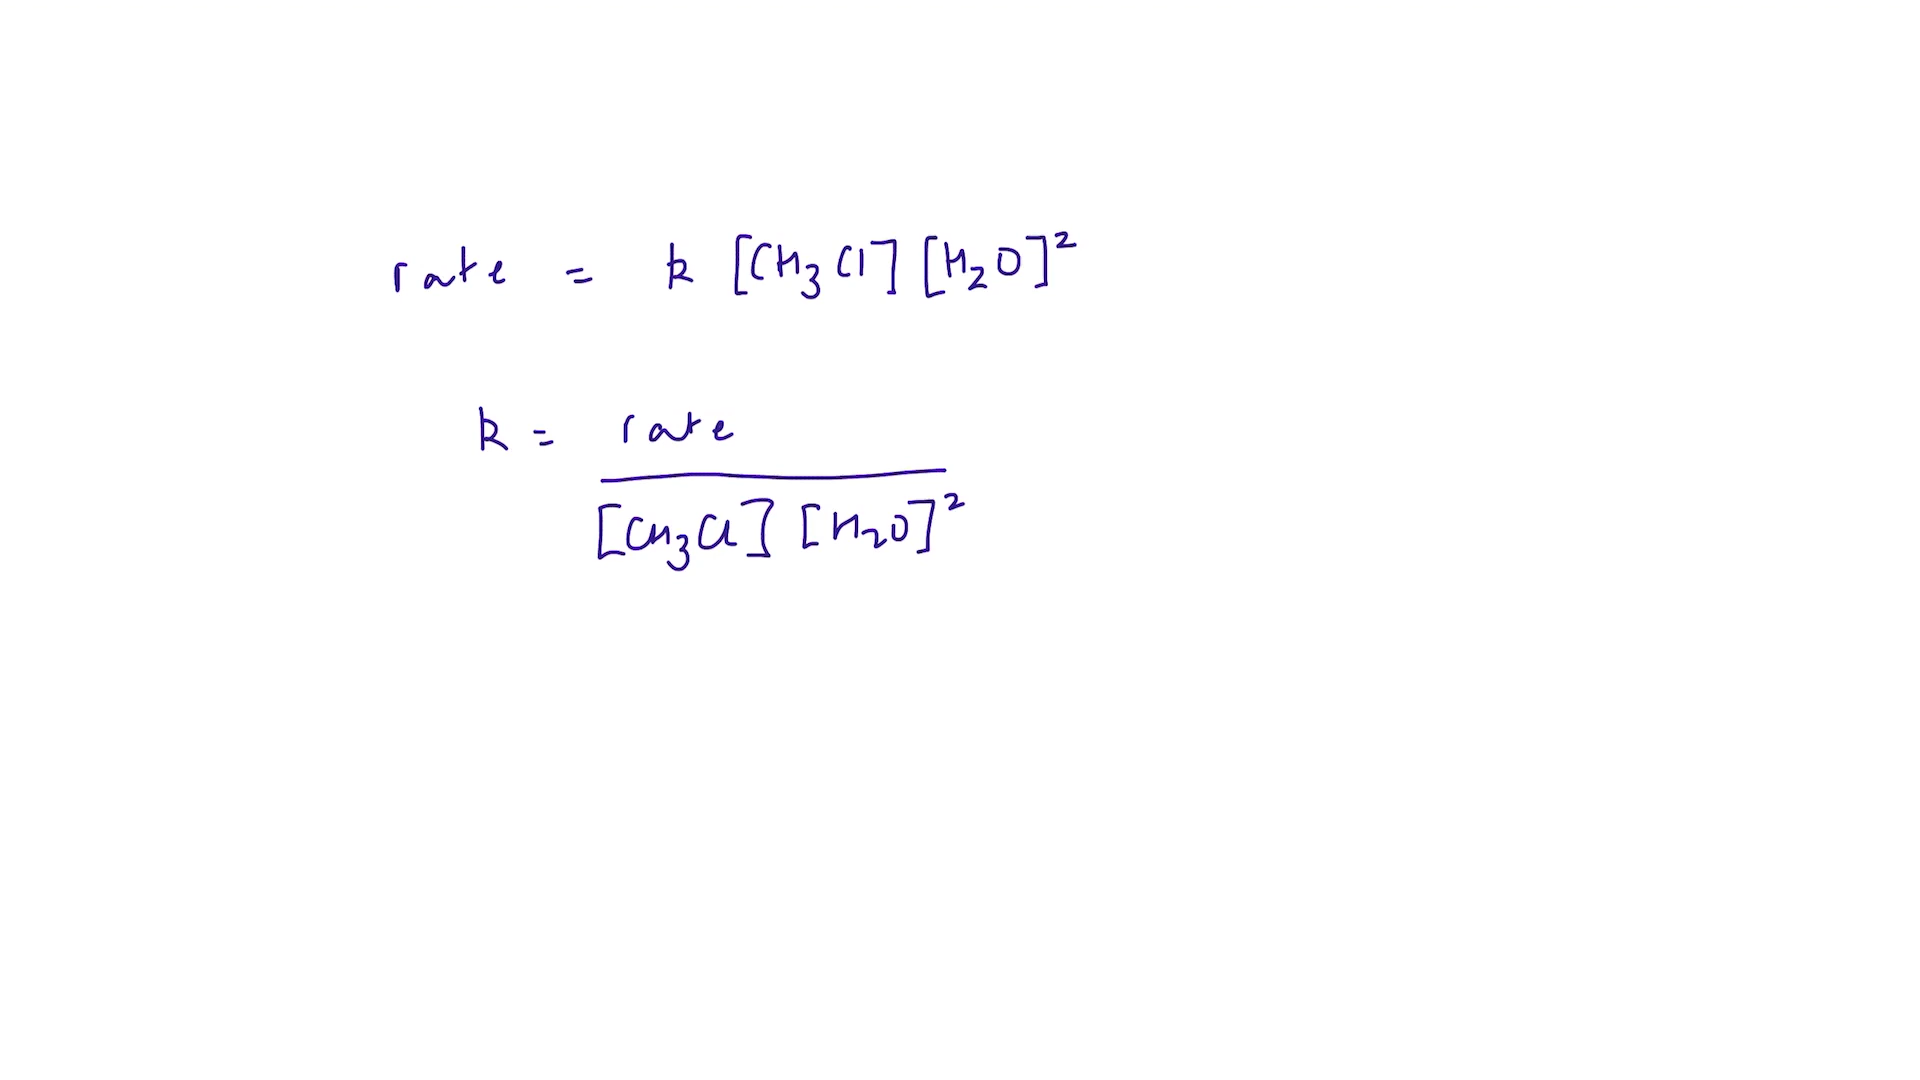 rate = k [CH₃Cl] [H₂O]²
k = rate
[CH₃Cl] [H₂O]²